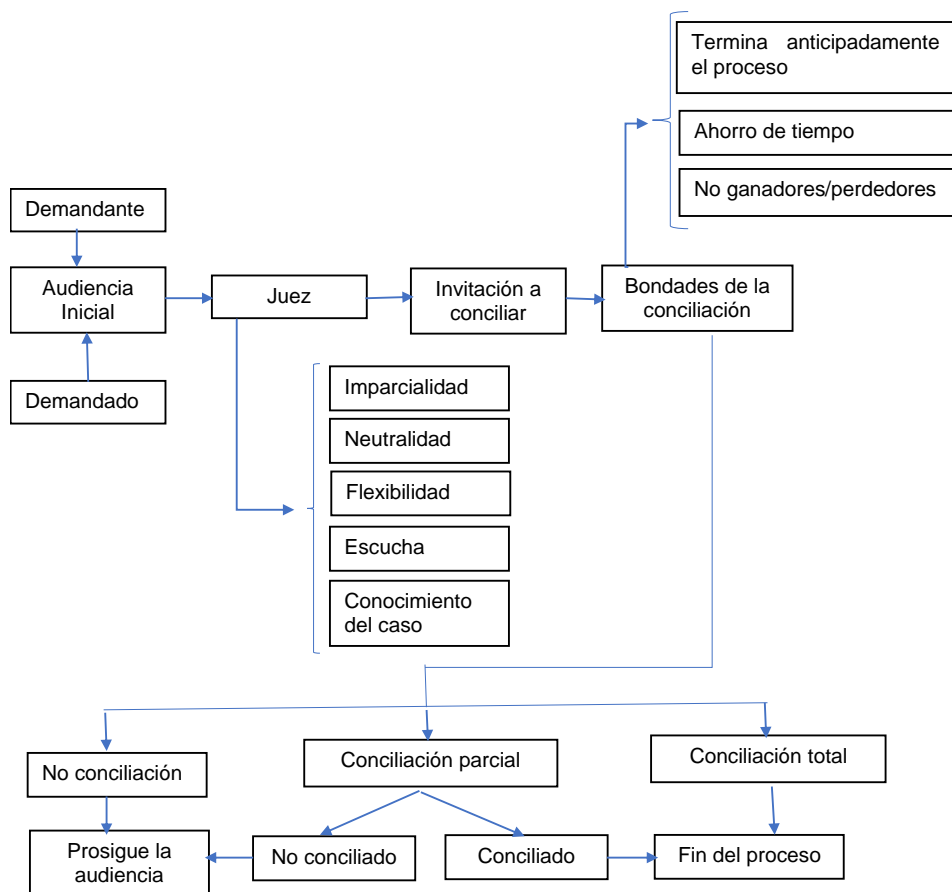 Termina anticipadamente
el proceso
Ahorro de tiempo
No ganadores/perdedores
Demandante
Audiencia
Inicial
Demandado
Juez
Invitación a
conciliar
Bondades de la
conciliación
Imparcialidad
Neutralidad
Flexibilidad
Escucha
Conocimiento
del caso
No conciliación
Conciliación parcial
Conciliación total
Prosigue la
audiencia
No conciliado
Conciliado
Fin del proceso